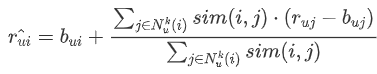 $\hat{r_{ui}} = b_{ui} + \frac{\sum_{j \in N_u^k(i)} sim(i,j) \cdot (r_{uj} - b_{uj})}{\sum_{j \in N_u^k(i)} sim(i,j)}$